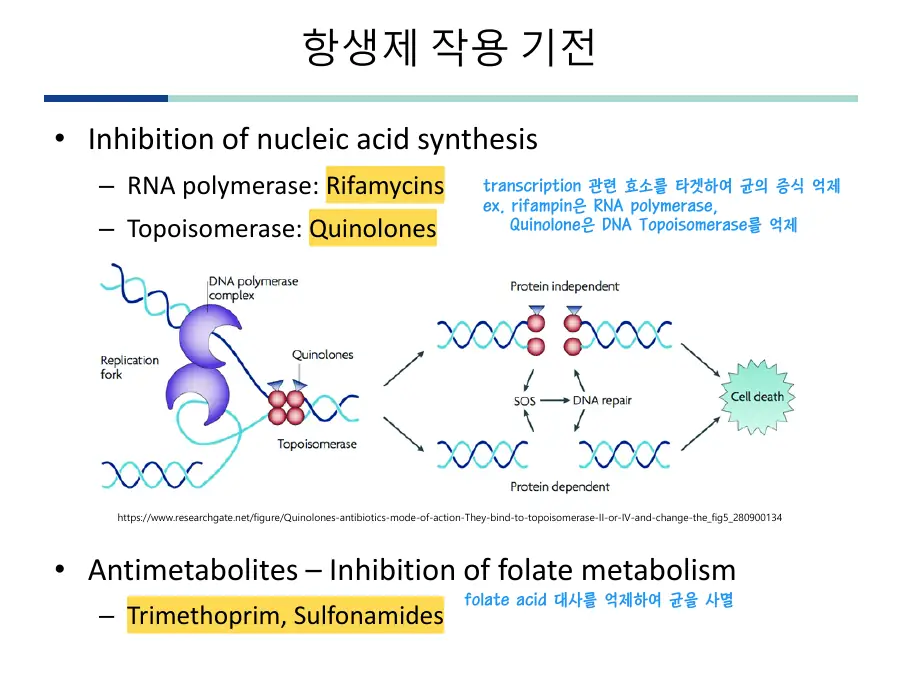 항생제 작용 기전
• Inhibition of nucleic acid synthesis
– RNA polymerase: Rifamycins
– Topoisomerase: Quinolones
transcription 관련 효소를 타겟하여 균의 증식 억제
ex. rifampin은 RNA polymerase,
Quinolone은 DNA Topoisomerase를 억제
DNA polymerase
complex
Replication
fork
Quinolones
Topoisomerase
Protein independent
SOS
DNA repair
Protein dependent
Cell death
https://www.researchgate.net/figure/Quinolones-antibiotics-mode-of-action-They-bind-to-topoisomerase-II-or-IV-and-change-the_fig5_280900134
• Antimetabolites – Inhibition of folate metabolism
– Trimethoprim, Sulfonamides
folate acid 대사를 억제하여 균을 사멸